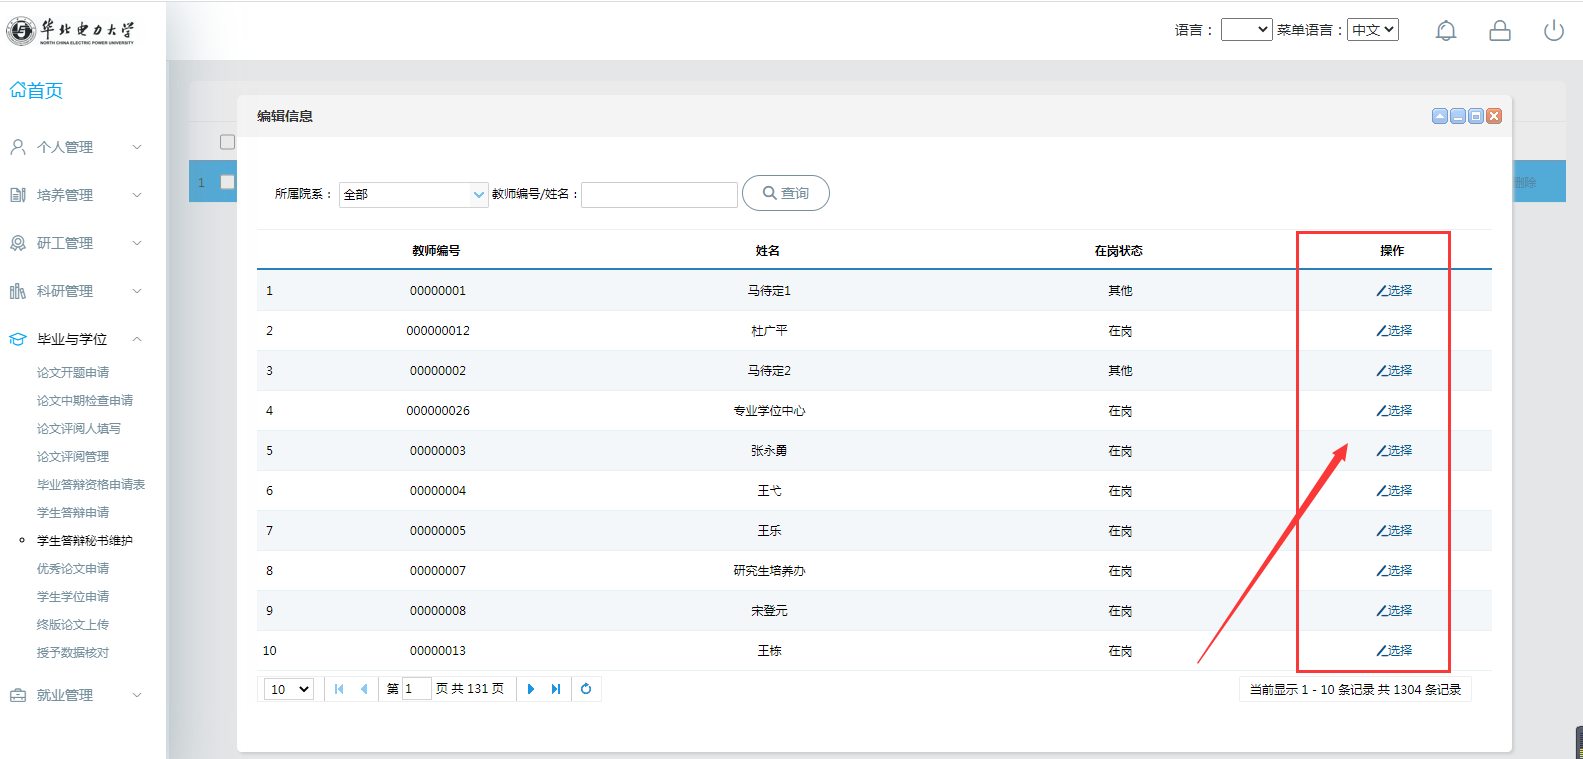 华北电力大学
NORTH CHINA ELECTRIC POWER UNIVERSITY
语言： 菜单语言： 中文
首页
个人管理
培养管理
研工管理
科研管理
毕业与学位
论文开题申请
论文中期检查申请
论文评阅人填写
论文评阅管理
毕业答辩资格申请表
学生答辩申请
学生答辩秘书维护
优秀论文申请
学生学位申请
终版论文上传
授予数据核对
就业管理
1 删除
编辑信息
所属院系： 全部 教师编号/姓名： 查询
教师编号 姓名 在岗状态 操作
1 00000001 马待定1 其他 选择
2 000000012 杜广平 在岗 选择
3 00000002 马待定2 其他 选择
4 000000026 专业学位中心 在岗 选择
5 00000003 张永勇 在岗 选择
6 00000004 王弋 在岗 选择
7 00000005 王乐 在岗 选择
8 00000007 研究生培养办 在岗 选择
9 00000008 宋登元 在岗 选择
10 00000013 王栋 在岗 选择
10 第 1 页 共 131 页 当前显示 1 - 10 条记录 共 1304 条记录